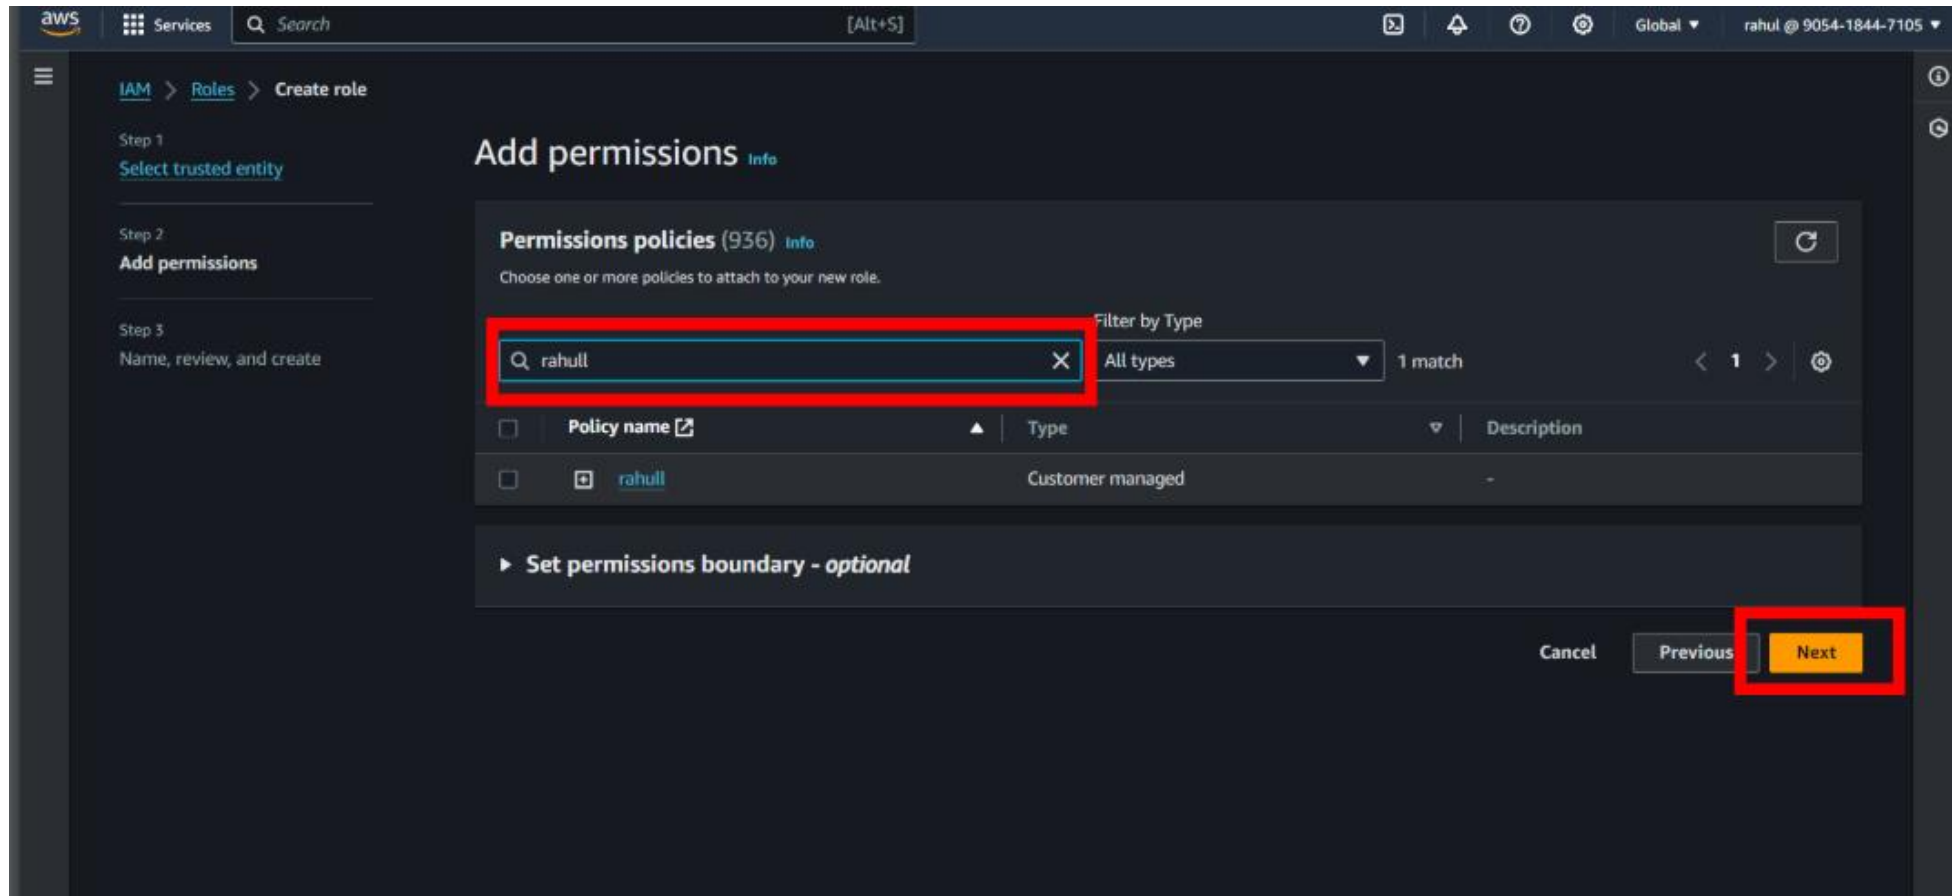 aws Services Search [Alt+S] Global rahul @ 9054-1844-7105
IAM > Roles > Create role
Step 1
Select trusted entity
Step 2
Add permissions
Step 3
Name, review, and create
Add permissions Info
Permissions policies (936) Info
Choose one or more policies to attach to your new role.
Filter by Type
rahull All types 1 match 1
Policy name Type Description
rahull Customer managed -
Set permissions boundary - optional
Cancel Previous Next